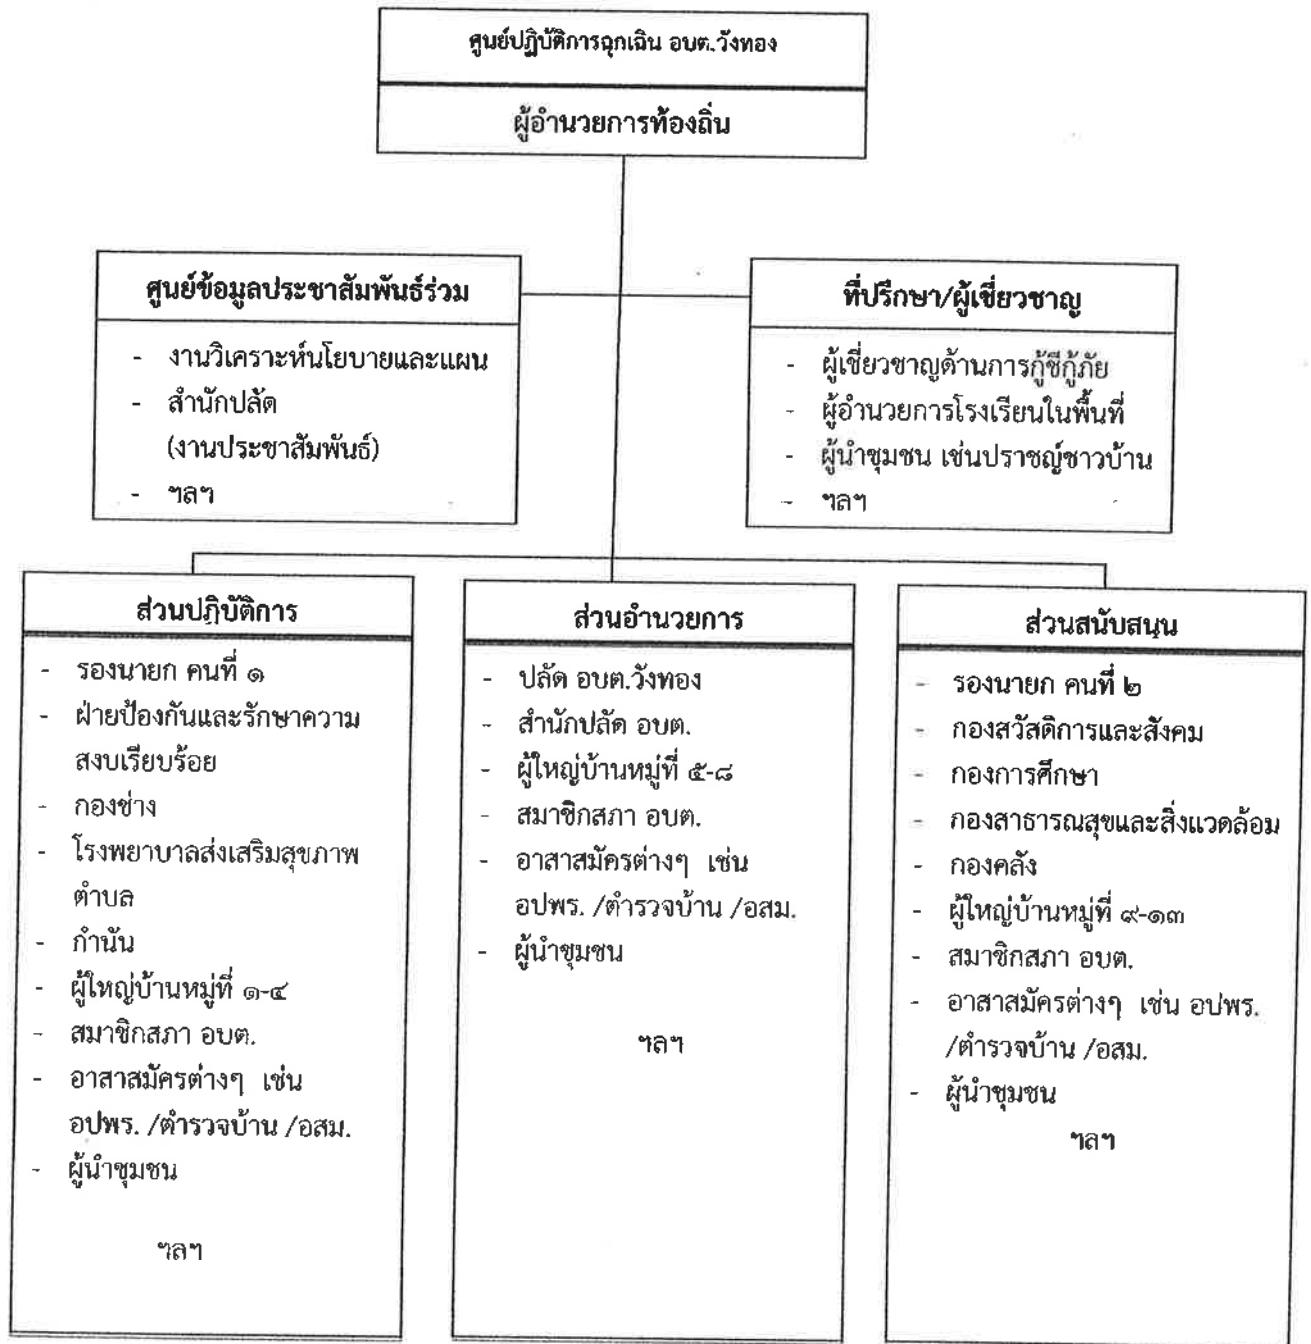 ศูนย์ปฏิบัติการฉุกเฉิน อบต.วังทอง
ผู้อำนวยการท้องถิ่น
ศูนย์ข้อมูลประชาสัมพันธ์ร่วม
- งานวิเคราะห์นโยบายและแผน
- สำนักปลัด
(งานประชาสัมพันธ์)
- ฯลฯ
ที่ปรึกษา/ผู้เชี่ยวชาญ
- ผู้เชี่ยวชาญด้านการกู้ชีกู้ภัย
- ผู้อำนวยการโรงเรียนในพื้นที่
- ผู้นำชุมชน เช่นปราชญ์ชาวบ้าน
- ฯลฯ
ส่วนปฏิบัติการ
- รองนายก คนที่ ๑
- ฝ่ายป้องกันและรักษาความ
สงบเรียบร้อย
- กองช่าง
- โรงพยาบาลส่งเสริมสุขภาพ
ตำบล
- กำนัน
- ผู้ใหญ่บ้านหมู่ที่ ๑-๔
- สมาชิกสภา อบต.
- อาสาสมัครต่างๆ เช่น
อปพร. /ตำรวจบ้าน /อสม.
- ผู้นำชุมชน
ฯลฯ
ส่วนอำนวยการ
- ปลัด อบต.วังทอง
- สำนักปลัด อบต.
- ผู้ใหญ่บ้านหมู่ที่ ๕-๘
- สมาชิกสภา อบต.
- อาสาสมัครต่างๆ เช่น
อปพร. /ตำรวจบ้าน /อสม.
- ผู้นำชุมชน
ฯลฯ
ส่วนสนับสนุน
- รองนายก คนที่ ๒
- กองสวัสดิการและสังคม
- กองการศึกษา
- กองสาธารณสุขและสิ่งแวดล้อม
- กองคลัง
- ผู้ใหญ่บ้านหมู่ที่ ๙-๑๓
- สมาชิกสภา อบต.
- อาสาสมัครต่างๆ เช่น อปพร.
/ตำรวจบ้าน /อสม.
- ผู้นำชุมชน
ฯลฯ